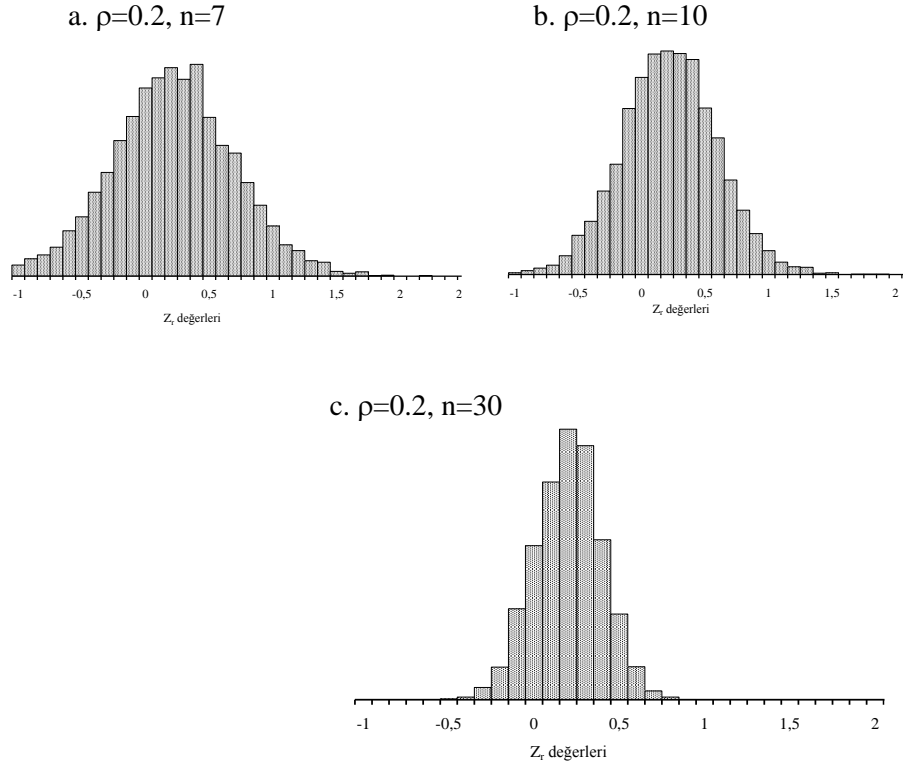 a. ρ=0.2, n=7
b. ρ=0.2, n=10
-1 0 0,5 1 1,5 2 2
Zr değerleri
-1 -0,5 0 0,5 1 1,5 2
Zr değerleri
c. ρ=0.2, n=30
-1 -0,5 0 0,5 1 1,5 2
Zr değerleri